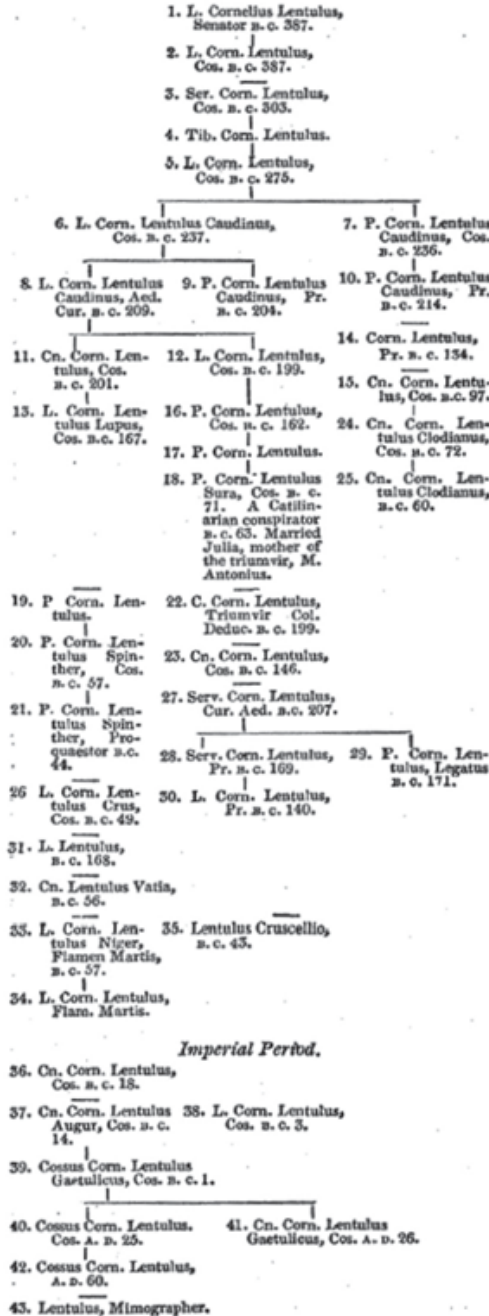 1. L. Cornelius Lentulus,
Senator B. C. 387.
2. L. Corn. Lentulus,
Cos. B. C. 387.
3. Ser. Corn. Lentulus,
Cos. B. C. 303.
4. Tib. Corn. Lentulus.
5. L. Corn. Lentulus,
Cos. B. C. 275.
6. L. Corn. Lentulus Caudinus,
Cos. B. C. 237.
7. P. Corn. Lentulus
Caudinus, Cos.
B. C. 236.
8. L. Corn. Lentulus
Caudinus, Aed.
Cur. B. C. 209.
9. P. Corn. Lentulus
Caudinus, Pr.
B. C. 204.
10. P. Corn. Lentulus
Caudinus, Pr.
B. C. 214.
11. Cn. Corn. Len-
tulus, Cos.
B. C. 201.
12. L. Corn. Lentulus,
Cos. B. C. 199.
14. Corn. Lentulus,
Pr. B. C. 134.
13. L. Corn. Len-
tulus Lupus,
Cos. B.C. 167.
16. P. Corn. Lentulus,
Cos. B. C. 162.
15. Cn. Corn. Lentu-
lus, Cos. B.C. 97.
17. P. Corn. Lentulus.
24. Cn. Corn. Len-
tulus Clodianus,
Cos. B. C. 72.
18. P. Corn. Lentulus
Sura, Cos. B. C.
71. A Catilin-
arian conspirator
B. C. 63. Married
Julia, mother of
the triumvir, M.
Antonius.
25. Cn. Corn. Len-
tulus Clodianus,
B. C. 60.
19. P Corn. Len-
tulus.
22. C. Corn. Lentulus,
Triumvir Col.
Deduc. B. C. 199.
20. P. Corn. Len-
tulus Spin-
ther, Cos.
B. C. 57.
23. Cn. Corn. Lentulus,
Cos. B. C. 146.
21. P. Corn. Len-
tulus Spin-
ther, Pro-
quaestor B.C.
44.
27. Serv. Corn. Lentulus,
Cur. Aed. B.C. 207.
28. Serv. Corn. Lentulus,
Pr. B. C. 169.
29. P. Corn. Len-
tulus, Legatus
B. C. 171.
26 L. Corn. Len-
tulus Crus,
Cos. B. C. 49.
30. L. Corn. Lentulus,
Pr. B. C. 140.
31. L. Lentulus,
B. C. 168.
32. Cn. Lentulus Vatia,
B. C. 56.
33. L. Corn. Len-
tulus Niger,
Flamen Martis,
B. C. 57.
35. Lentulus Cruscellio,
B. C. 43.
34. L. Corn. Lentulus,
Flam. Martis.
Imperial Period.
36. Cn. Corn. Lentulus,
Cos. B. C. 18.
37. Cn. Corn. Lentulus
Augur, Cos. B. C.
14.
38. L. Corn. Lentulus,
Cos. B. C. 3.
39. Cossus Corn. Lentulus
Gaetulicus, Cos. B. C. 1.
40. Cossus Corn. Lentulus.
Cos. A. D. 25.
41. Cn. Corn. Lentulus
Gaetulicus, Cos. A. D. 26.
42. Cossus Corn. Lentulus,
A. D. 60.
43. Lentulus, Mimographer.